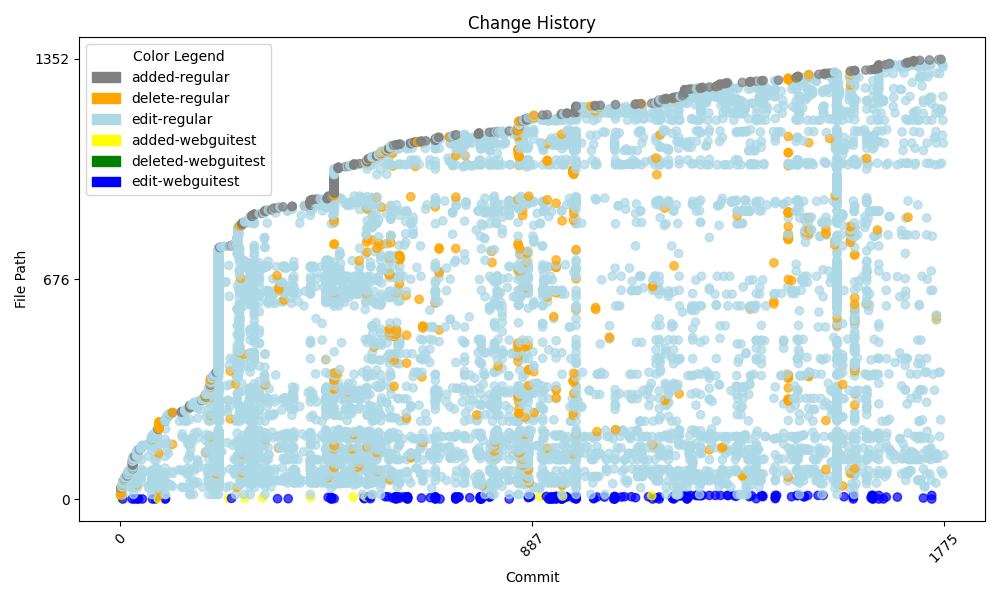 Change History
Color Legend
added-regular
delete-regular
edit-regular
added-webguitest
deleted-webguitest
edit-webguitest
File Path
1352
676
0
0
887
1775
Commit